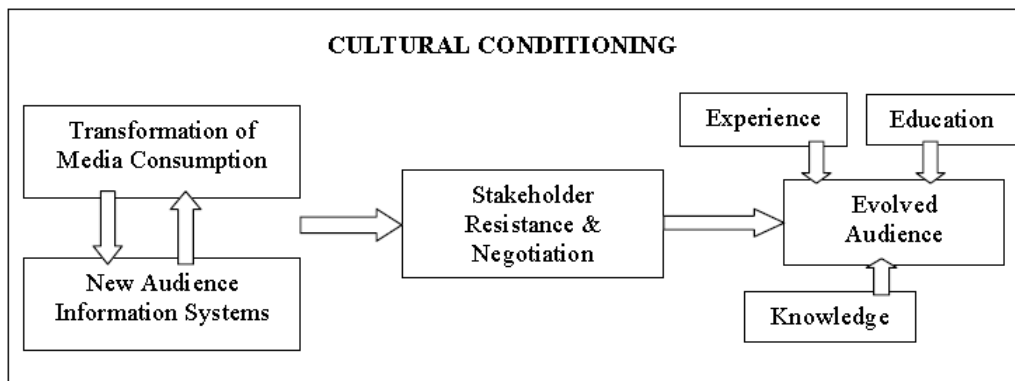 CULTURAL CONDITIONING
Transformation of
Media Consumption
New Audience
Information Systems
Stakeholder
Resistance &
Negotiation
Experience
Education
Evolved
Audience
Knowledge